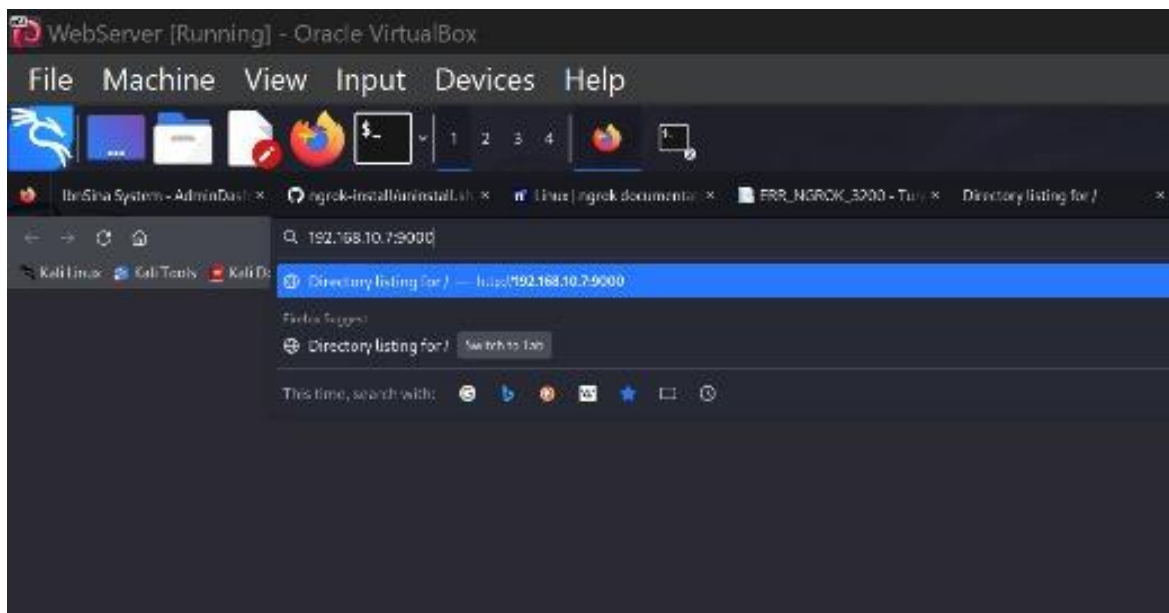 WebServer [Running] - Oracle VirtualBox
File Machine View Input Devices Help
1 2 3 4
IbnSina System - AdminDash ngrok-install/uninstall.sh Linux | ngrok documentat ERR_NGROK_3200 - Tun Directory listing for /
192.168.10.7:9000
Kali Linux Kali Tools Kali Do
Directory listing for / — http://192.168.10.7:9000
Firefox Suggest
Directory listing for / Switch to Tab
This time, search with: